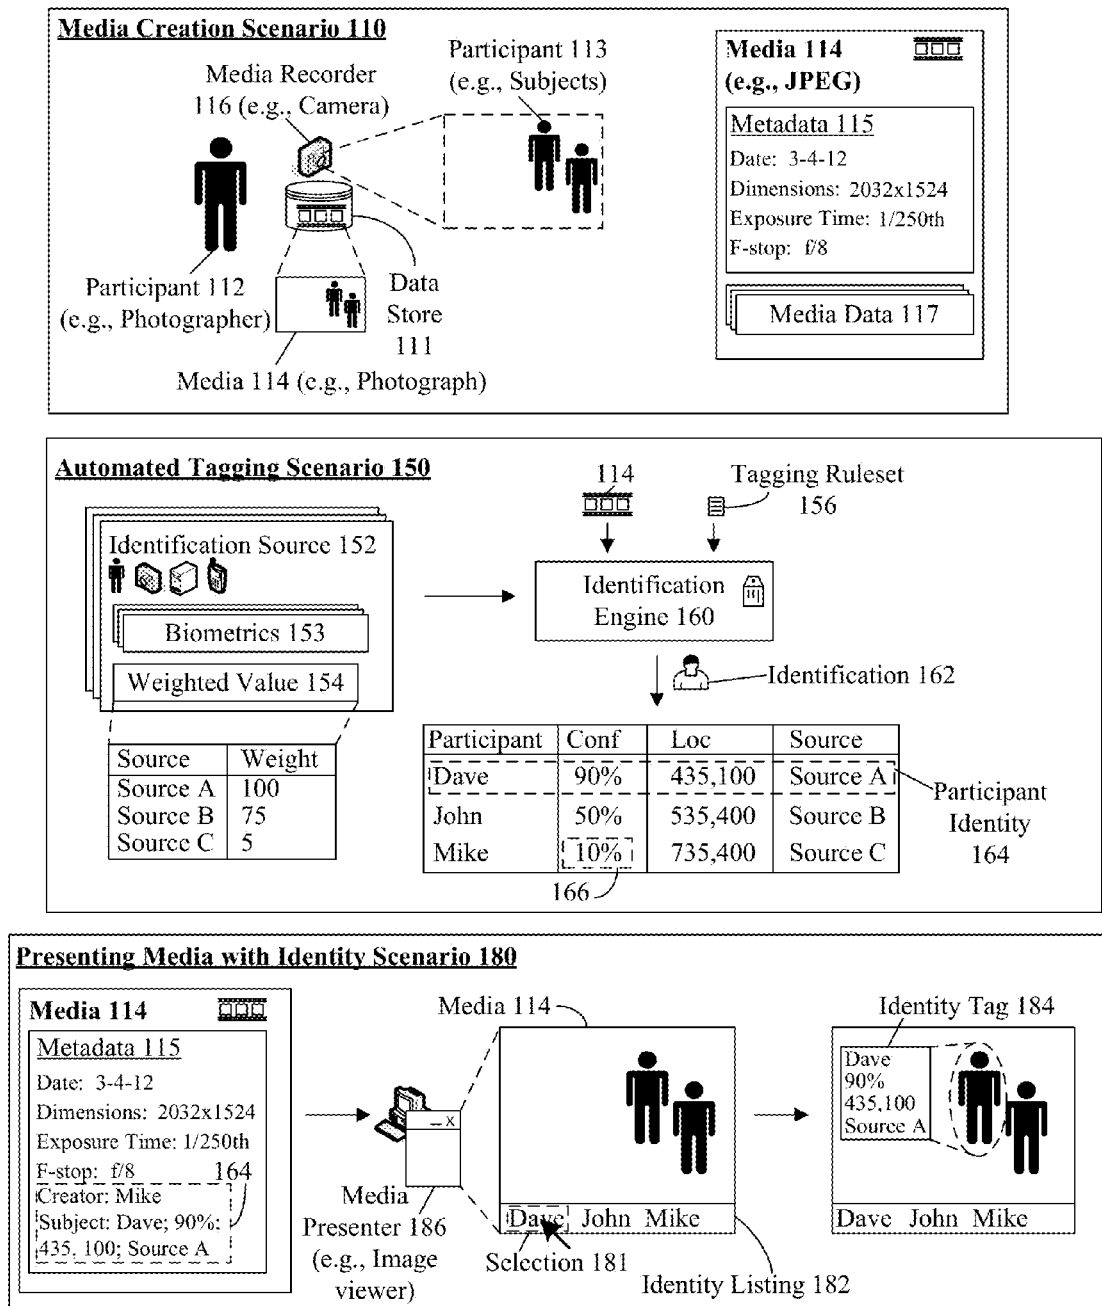 Media Creation Scenario 110
Media Recorder
116 (e.g., Camera)
Participant 113
(e.g., Subjects)
Participant 112
(e.g., Photographer)
Data
Store
111
Media 114 (e.g., Photograph)
Media 114
(e.g., JPEG)
Metadata 115
Date: 3-4-12
Dimensions: 2032x1524
Exposure Time: 1/250th
F-stop: f/8
Media Data 117
Automated Tagging Scenario 150
Identification Source 152
Biometrics 153
Weighted Value 154
Source Weight
Source A 100
Source B 75
Source C 5
114
Tagging Ruleset
156
Identification
Engine 160
Identification 162
Participant Conf Loc Source
Dave 90% 435,100 Source A
John 50% 535,400 Source B
Mike 10% 735,400 Source C
166
Participant
Identity
164
Presenting Media with Identity Scenario 180
Media 114
Metadata 115
Date: 3-4-12
Dimensions: 2032x1524
Exposure Time: 1/250th
F-stop: f/8
164
Creator: Mike
Subject: Dave; 90%;
435, 100; Source A
Media
Presenter 186
(e.g., Image
viewer)
Media 114
Dave John Mike
Selection 181
Identity Listing 182
Identity Tag 184
Dave
90%
435,100
Source A
Dave John Mike